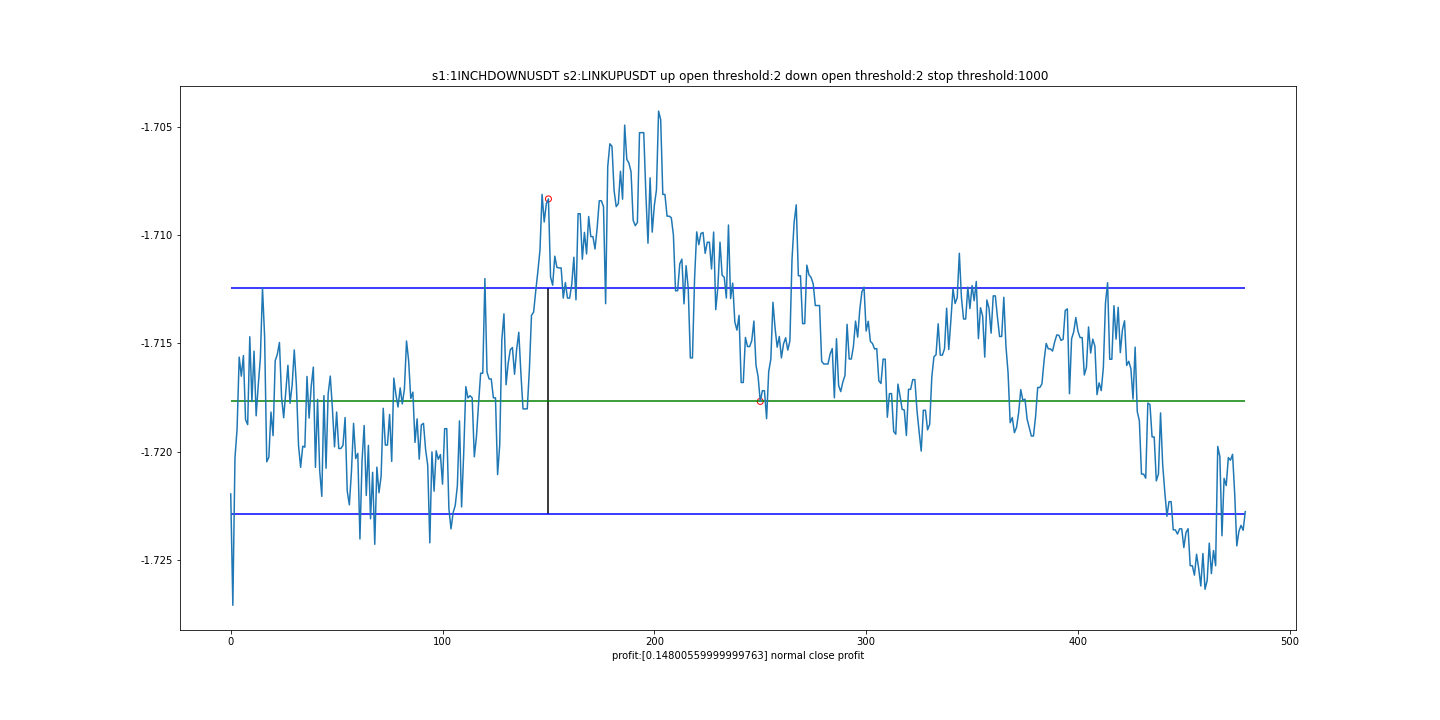 s1:1INCHDOWNUSDT s2:LINKUPUSDT up open threshold:2 down open threshold:2 stop threshold:1000
-1.705
-1.710
-1.715
-1.720
-1.725
0 100 200 300 400 500
profit:[0.14800559999999763] normal close profit